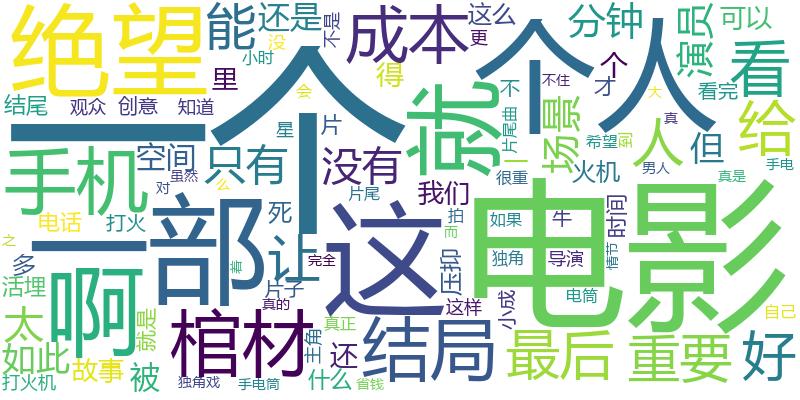 绝望
能
还是
没
不是
成本
这么
更
个人
分钟
演员
可以
里
小时
一个
得
就
个
不
才
看
看完
结尾
观众
创意
知道
会
星
片
片尾曲
不住
大
真
场景
人
但
给
手机
空间
虽然
只有
没有
对
么
片尾
我们
很重
火机
希望
男人
手电
真是
电话
打火
死
一部
让
这
拍
而
电影
如果
牛
时间
独角
导演
情节
电筒
之
多
活埋
啊
着
完全
片子
真的
压抑
这样
小成
自己
太
就是
棺材
真正
结局
最后
重要
好
如此
故事
被
主角
还
什么
打火机
独角戏
手电筒
省钱